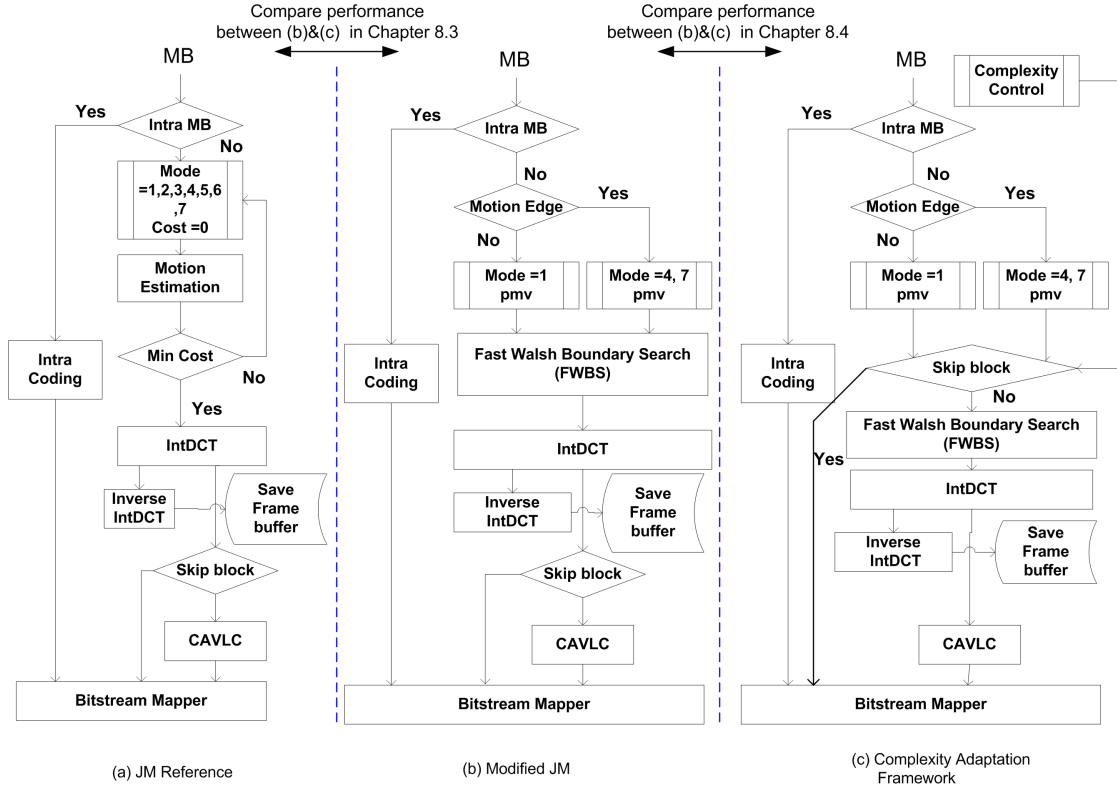 Compare performance
between (b)&(c)  in Chapter 8.3
Compare performance
between (b)&(c)  in Chapter 8.4
MB
Yes
Intra MB
No
Mode
=1,2,3,4,5,6
,7
Cost =0
Motion
Estimation
Min Cost
No
Yes
Intra
Coding
IntDCT
Inverse
IntDCT
Save
Frame
buffer
Skip block
CAVLC
Bitstream Mapper
(a) JM Reference
MB
Yes
Intra MB
No
Motion Edge
Yes
No
Mode =1
pmv
Mode =4, 7
pmv
Intra
Coding
Fast Walsh Boundary Search
(FWBS)
IntDCT
Inverse
IntDCT
Save
Frame
buffer
Skip block
CAVLC
Bitstream Mapper
(b) Modified JM
MB
Complexity
Control
Yes
Intra MB
No
Motion Edge
Yes
No
Mode =1
pmv
Mode =4, 7
pmv
Intra
Coding
Skip block
No
Yes
Fast Walsh Boundary Search
(FWBS)
IntDCT
Inverse
IntDCT
Save
Frame
buffer
CAVLC
Bitstream Mapper
(c) Complexity Adaptation
Framework